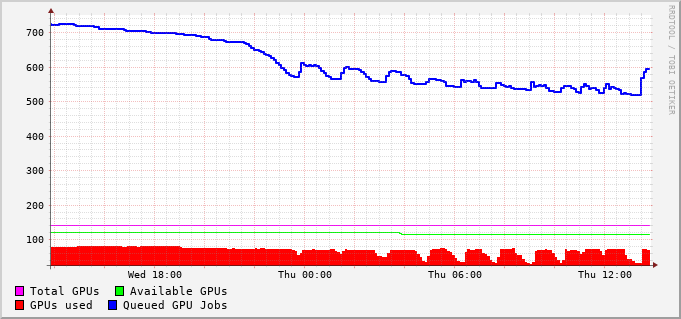 700
600
500
400
300
200
100
Wed 18:00 Thu 00:00 Thu 06:00 Thu 12:00
Total GPUs Available GPUs
GPUs used Queued GPU Jobs
RRDTOOL / TOBI OETIKER